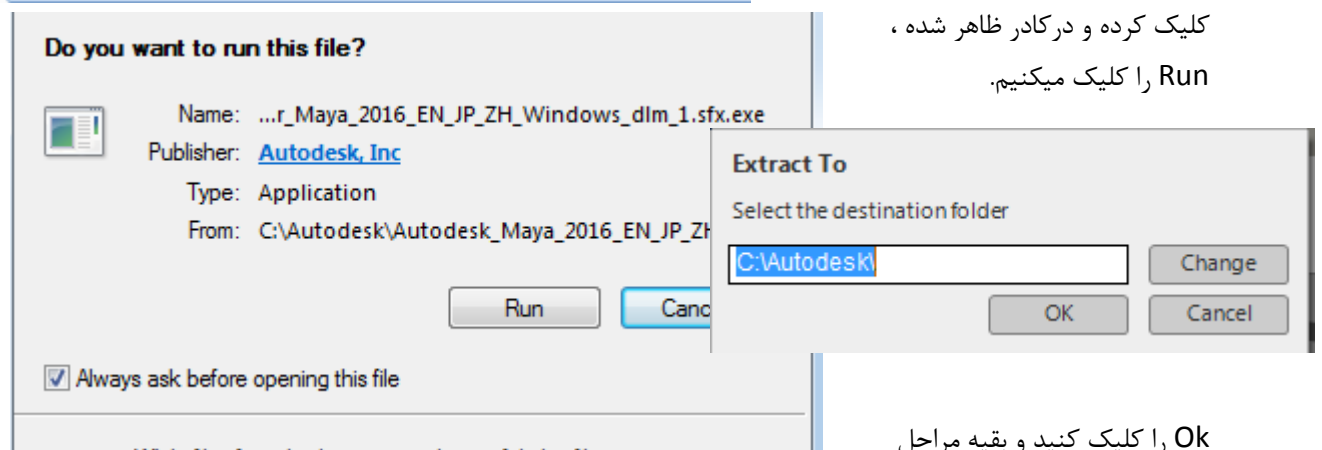 کلیک کرده و درکادر ظاهر شده ،
Run را کلیک میکنیم.
Do you want to run this file?
Name: ...r_Maya_2016_EN_JP_ZH_Windows_dlm_1.sfx.exe
Publisher: Autodesk, Inc
Type: Application
From: C:\Autodesk\Autodesk_Maya_2016_EN_JP_ZH
Run Canc
Always ask before opening this file
Extract To
Select the destination folder
C:\Autodesk\
Change
OK Cancel
Ok را کلیک کنید و بقیه مراحل